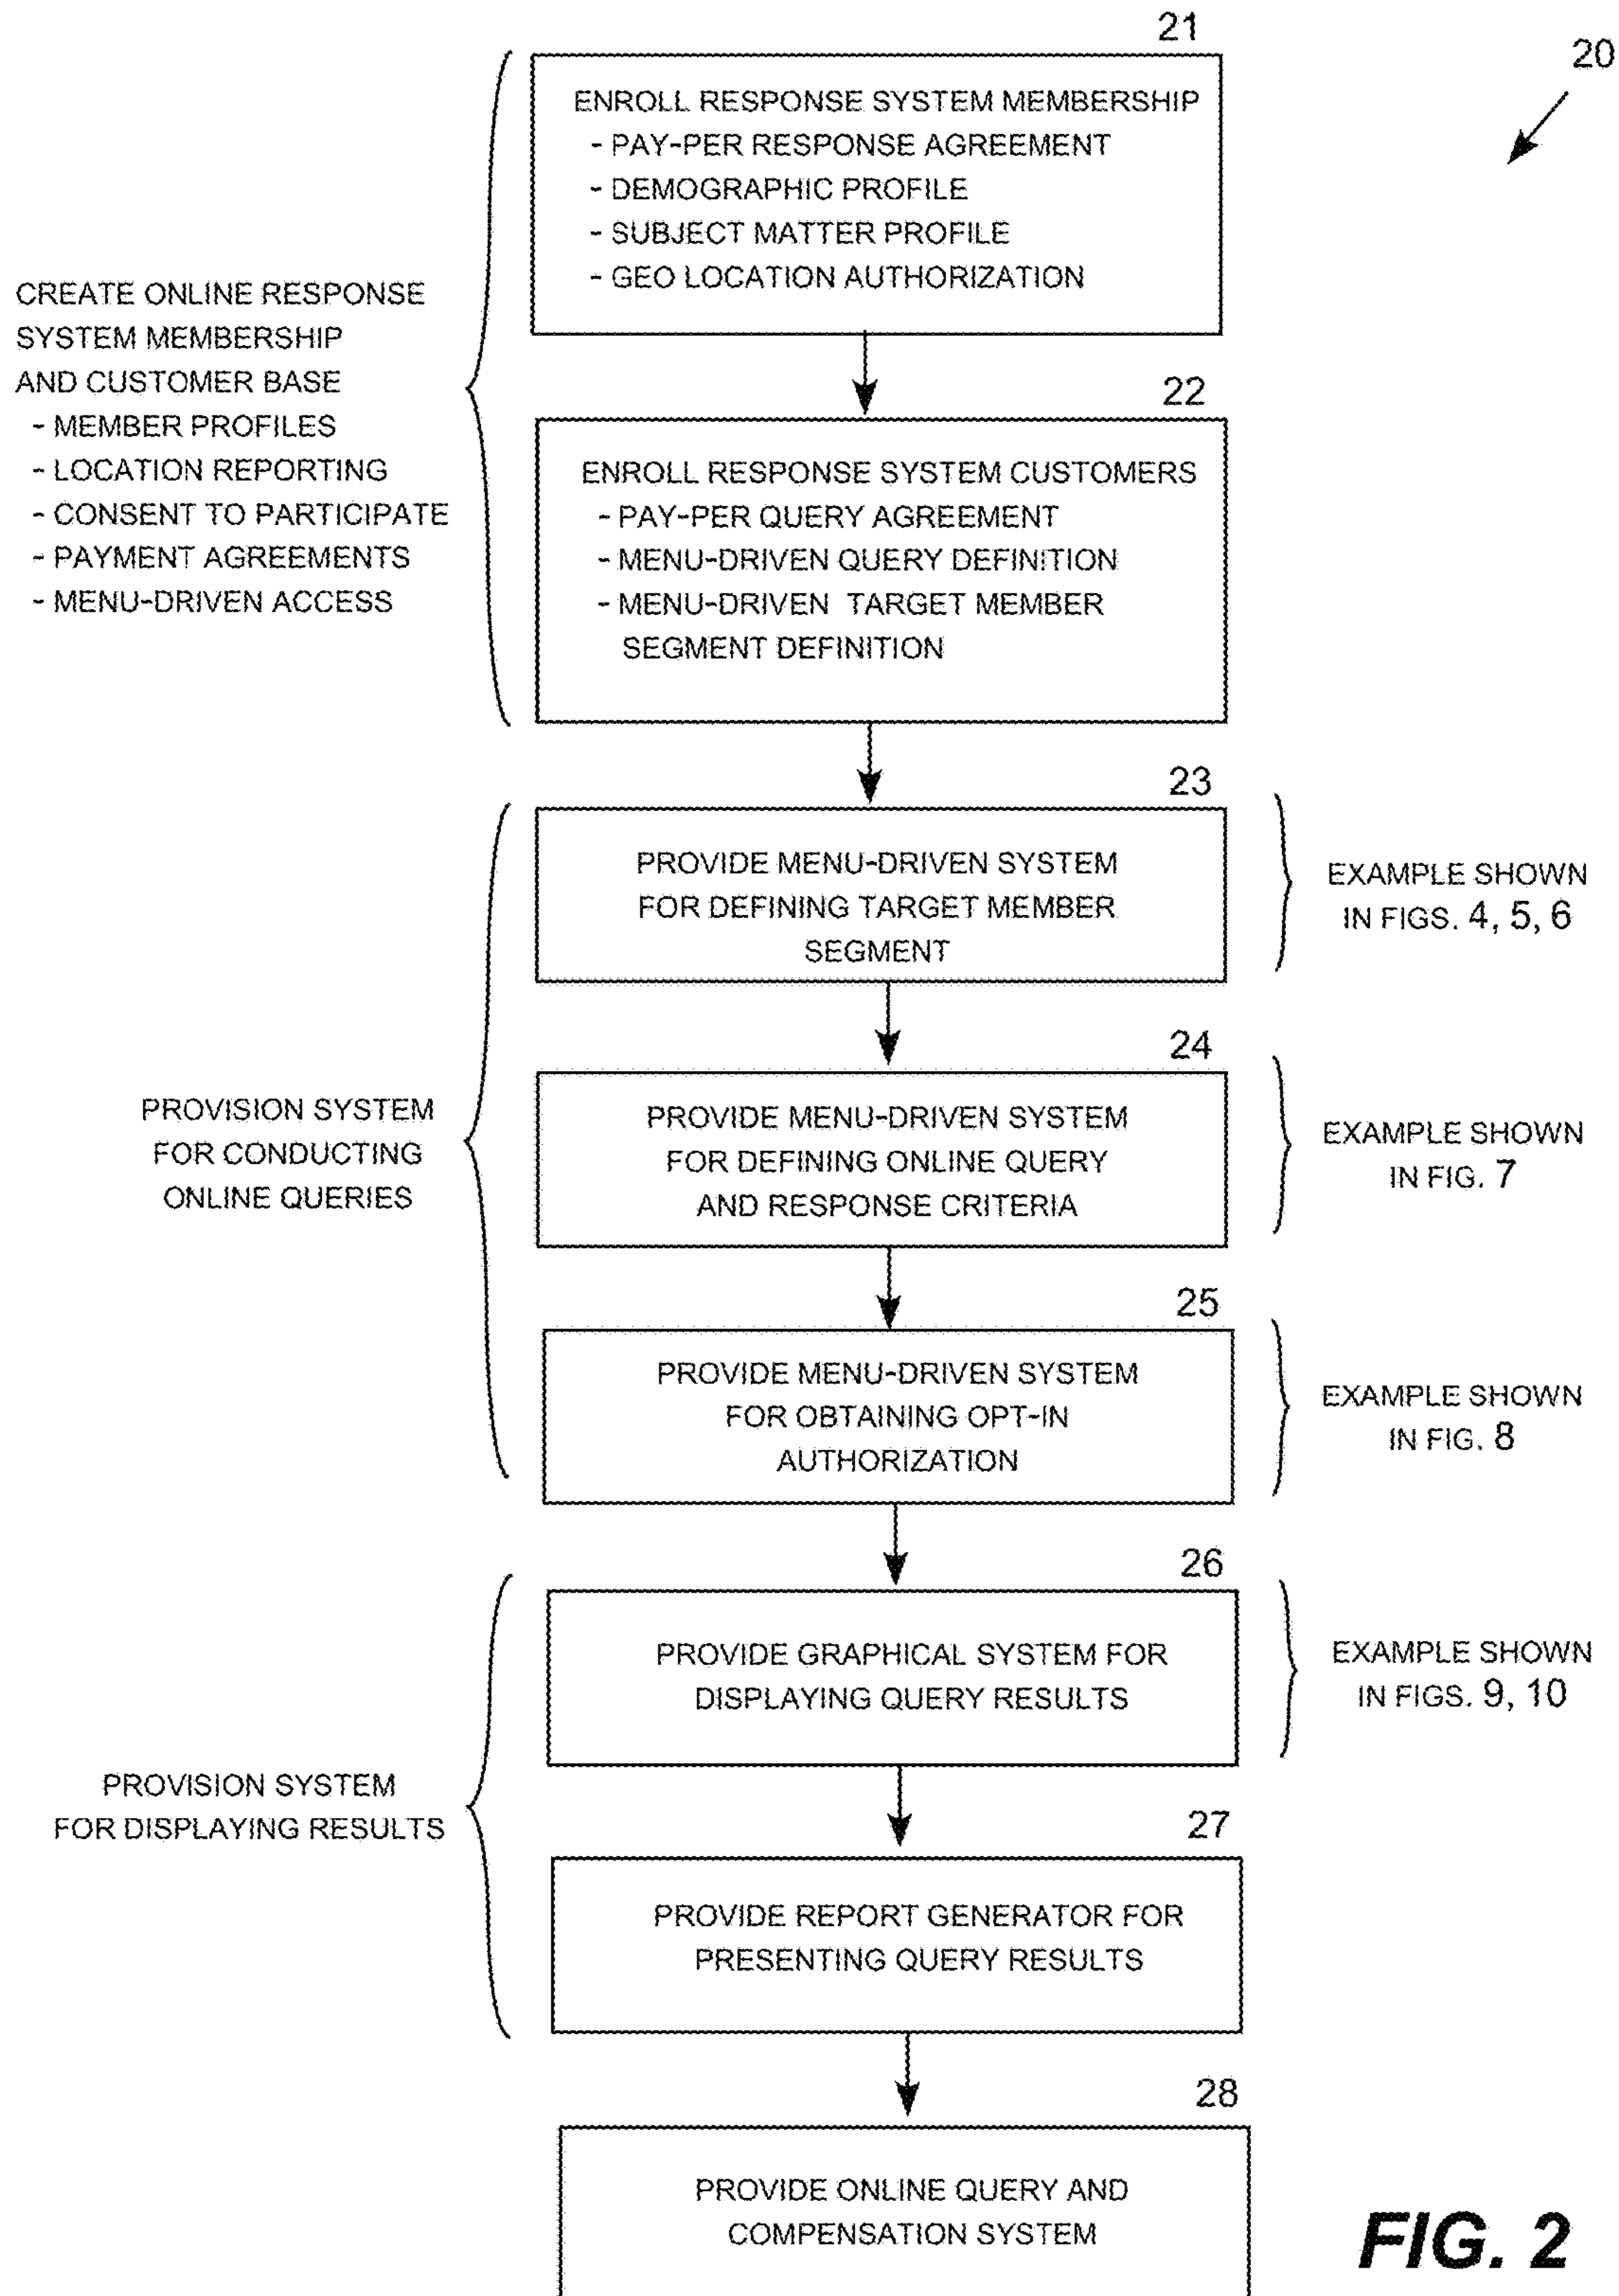 21
20
ENROLL RESPONSE SYSTEM MEMBERSHIP
- PAY-PER RESPONSE AGREEMENT
- DEMOGRAPHIC PROFILE
- SUBJECT MATTER PROFILE
- GEO LOCATION AUTHORIZATION
CREATE ONLINE RESPONSE
SYSTEM MEMBERSHIP
AND CUSTOMER BASE
- MEMBER PROFILES
- LOCATION REPORTING
- CONSENT TO PARTICIPATE
- PAYMENT AGREEMENTS
- MENU-DRIVEN ACCESS
22
ENROLL RESPONSE SYSTEM CUSTOMERS
- PAY-PER QUERY AGREEMENT
- MENU-DRIVEN QUERY DEFINITION
- MENU-DRIVEN TARGET MEMBER
SEGMENT DEFINITION
23
PROVIDE MENU-DRIVEN SYSTEM
FOR DEFINING TARGET MEMBER
SEGMENT
EXAMPLE SHOWN
IN FIGS. 4, 5, 6
PROVISION SYSTEM
FOR CONDUCTING
ONLINE QUERIES
24
PROVIDE MENU-DRIVEN SYSTEM
FOR DEFINING ONLINE QUERY
AND RESPONSE CRITERIA
EXAMPLE SHOWN
IN FIG. 7
25
PROVIDE MENU-DRIVEN SYSTEM
FOR OBTAINING OPT-IN
AUTHORIZATION
EXAMPLE SHOWN
IN FIG. 8
26
PROVIDE GRAPHICAL SYSTEM FOR
DISPLAYING QUERY RESULTS
EXAMPLE SHOWN
IN FIGS. 9, 10
PROVISION SYSTEM
FOR DISPLAYING RESULTS
27
PROVIDE REPORT GENERATOR FOR
PRESENTING QUERY RESULTS
28
PROVIDE ONLINE QUERY AND
COMPENSATION SYSTEM
FIG. 2